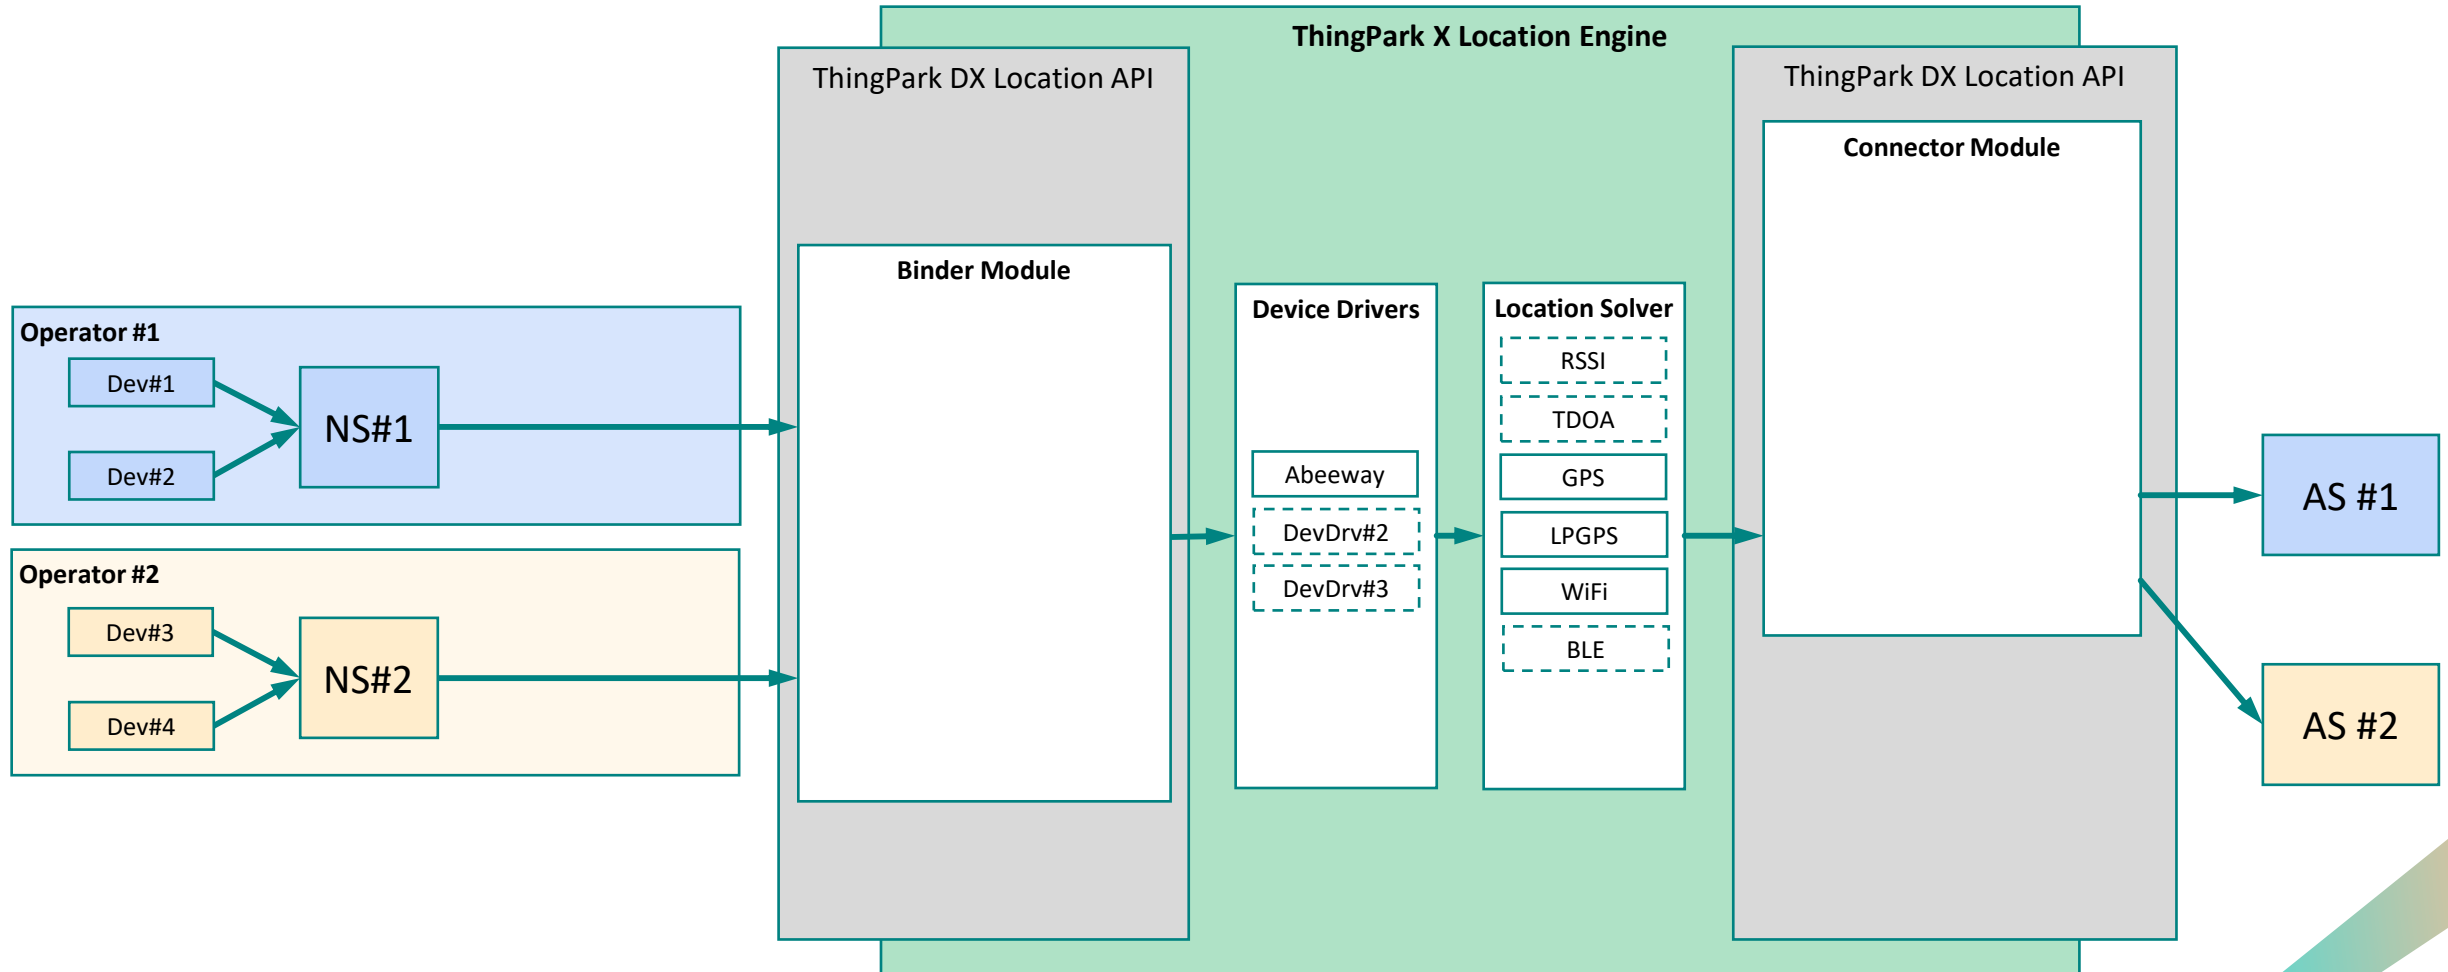 ThingPark X Location Engine
ThingPark DX Location API
ThingPark DX Location API
Connector Module
Binder Module
Operator #1
Dev#1
Dev#2
NS#1
Operator #2
Dev#3
Dev#4
NS#2
Device Drivers
Abeeway
DevDrv#2
DevDrv#3
Location Solver
RSSI
TDOA
GPS
LPGPS
WiFi
BLE
AS #1
AS #2